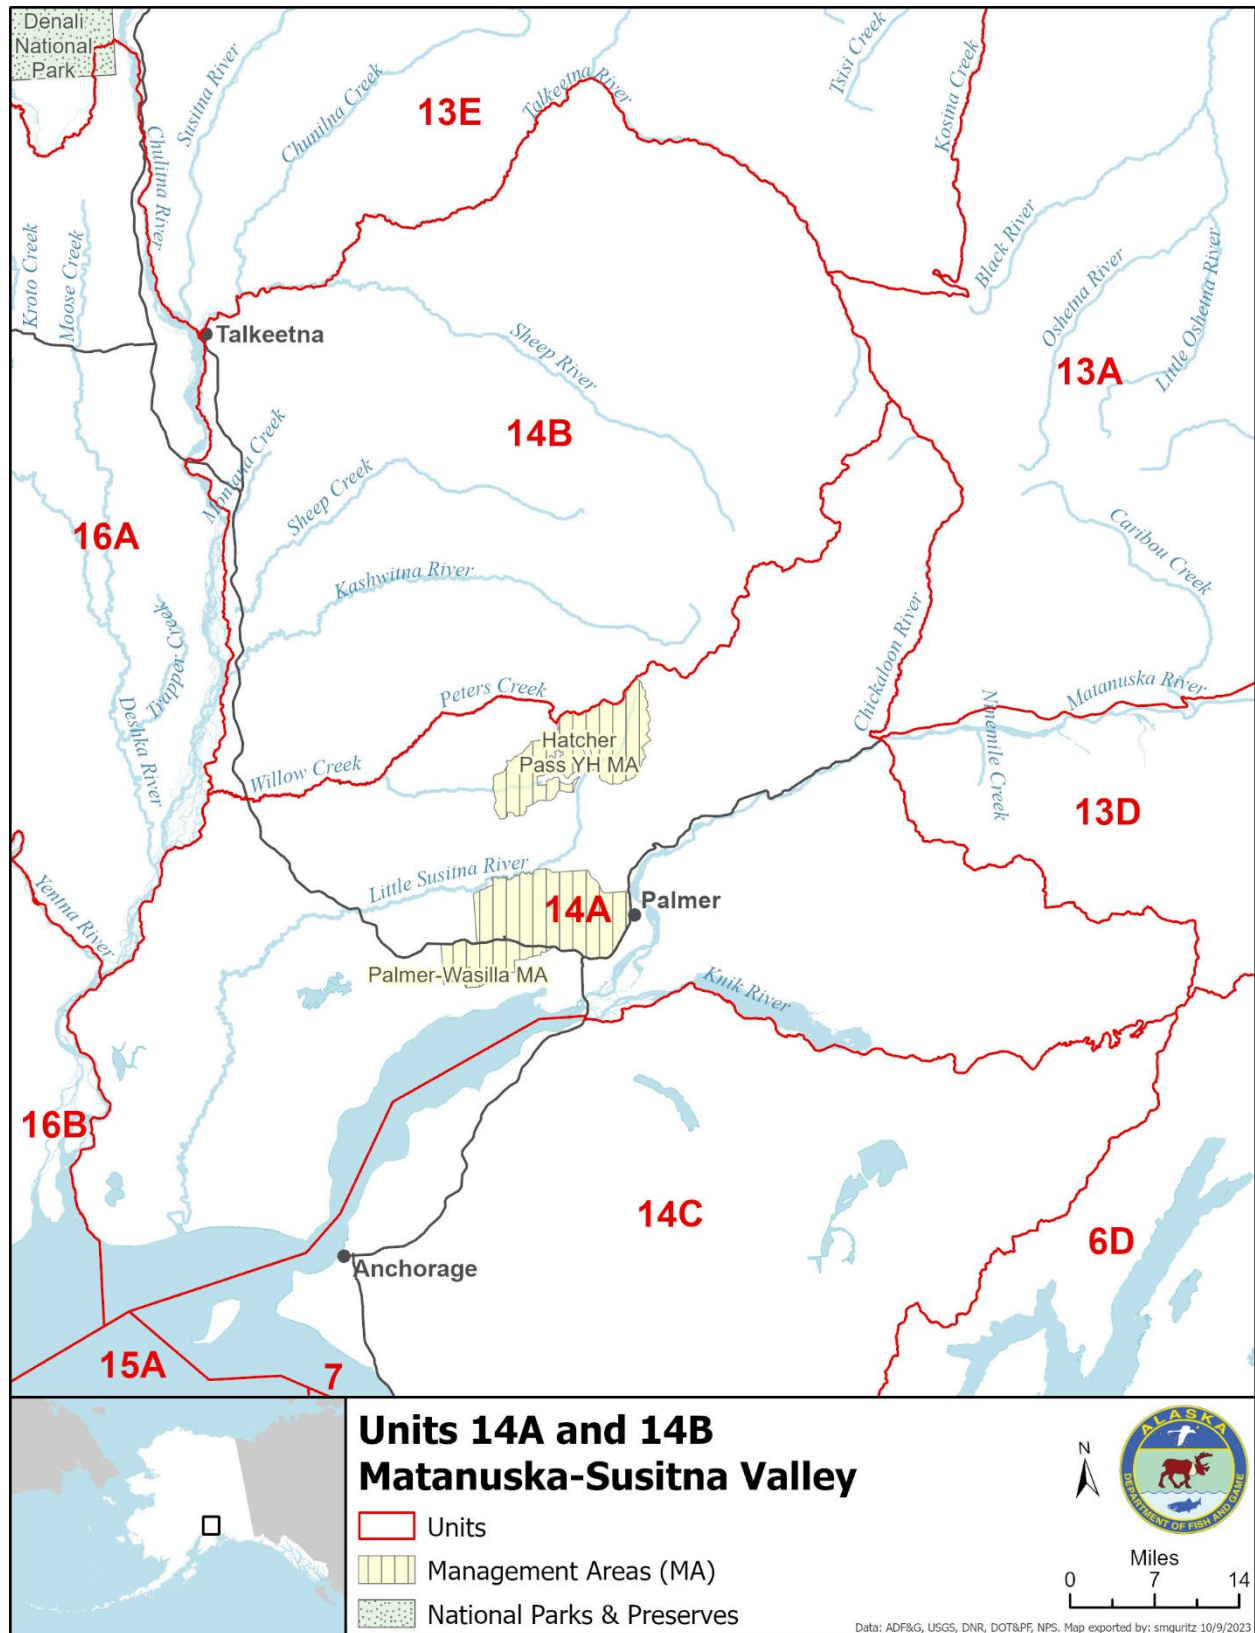 Denali
National
Park
Susitna River
Chunilna Creek
13E
Talkeetna River
Tsisi Creek
Kosina Creek
Chulitna River
Kroto Creek
Moose Creek
Black River
Oshetna River
Little Oshetna River
Talkeetna
Sheep River
13A
14B
Montana Creek
Sheep Creek
16A
Caribou Creek
Kashwitna River
Trapper Creek
Chickaloon River
Peters Creek
Matanuska River
Ninemile Creek
Deshka River
Hatcher
Pass YH MA
Willow Creek
13D
Little Susitna River
Yentna River
14A
Palmer
Palmer-Wasilla MA
Knik River
16B
14C
6D
Anchorage
15A
7
Units 14A and 14B
Matanuska-Susitna Valley
Units
Management Areas (MA)
National Parks & Preserves
N
ALASKA
DEPARTMENT OF FISH AND GAME
Miles
0 7 14
Data: ADF&G, USGS, DNR, DOT&PF, NPS. Map exported by: smguritz 10/9/2023